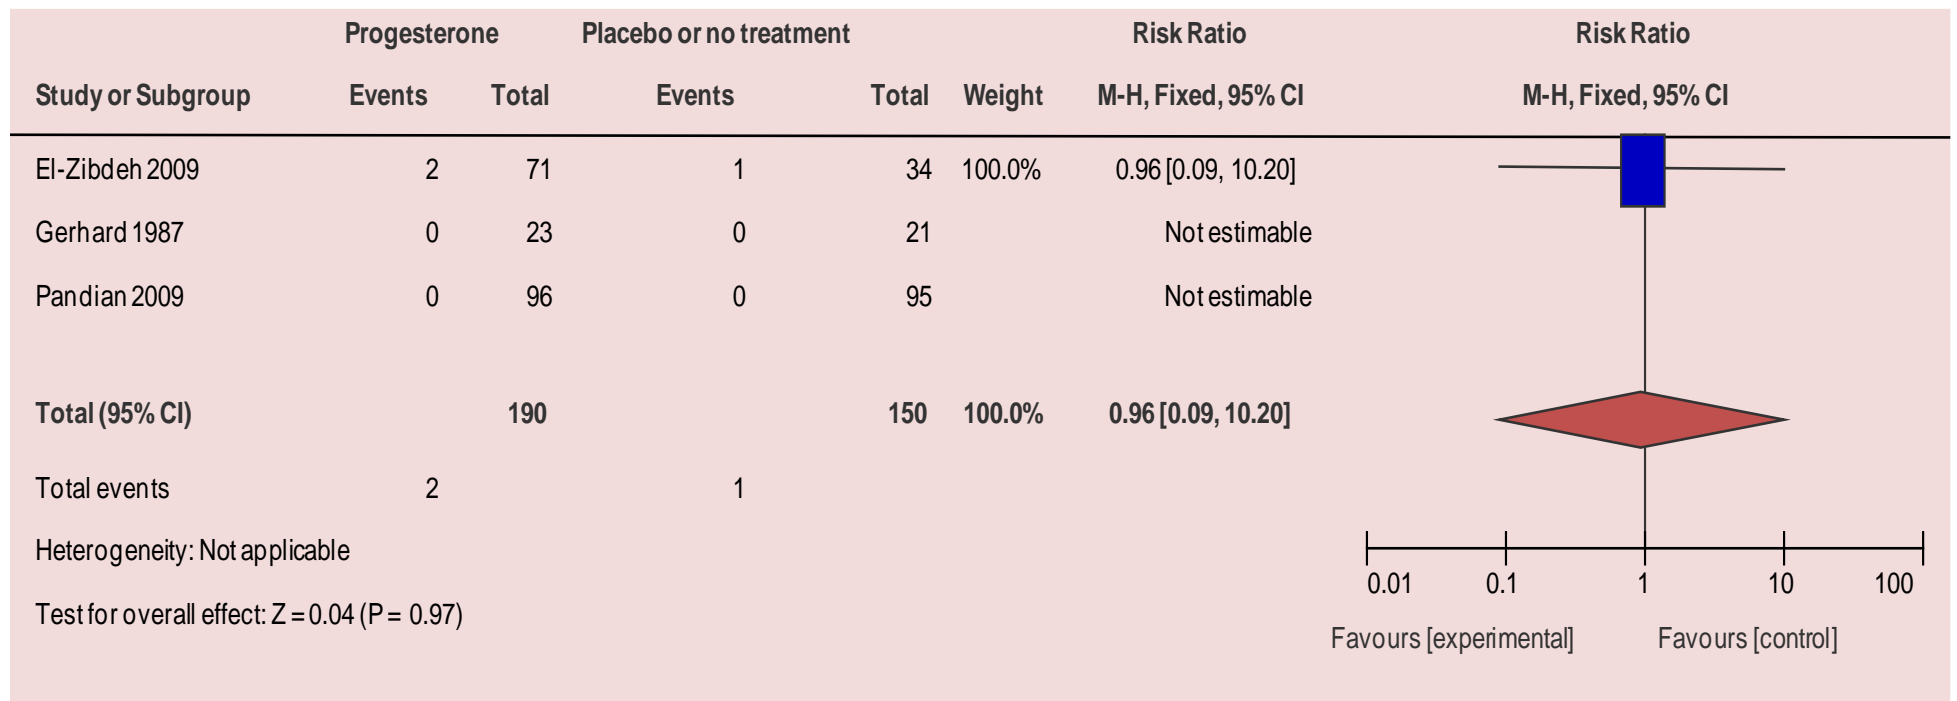 Progesterone Placebo or no treatment Risk Ratio Risk Ratio
Study or Subgroup Events Total Events Total Weight M-H, Fixed, 95% CI M-H, Fixed, 95% CI
El-Zibdeh 2009 2 71 1 34 100.0% 0.96 [0.09, 10.20]
Gerhard 1987 0 23 0 21 Not estimable
Pandian 2009 0 96 0 95 Not estimable
Total (95% CI) 190 150 100.0% 0.96 [0.09, 10.20]
Total events 2 1
Heterogeneity: Not applicable
0.01 0.1 1 10 100
Test for overall effect: Z = 0.04 (P = 0.97)
Favours [experimental] Favours [control]